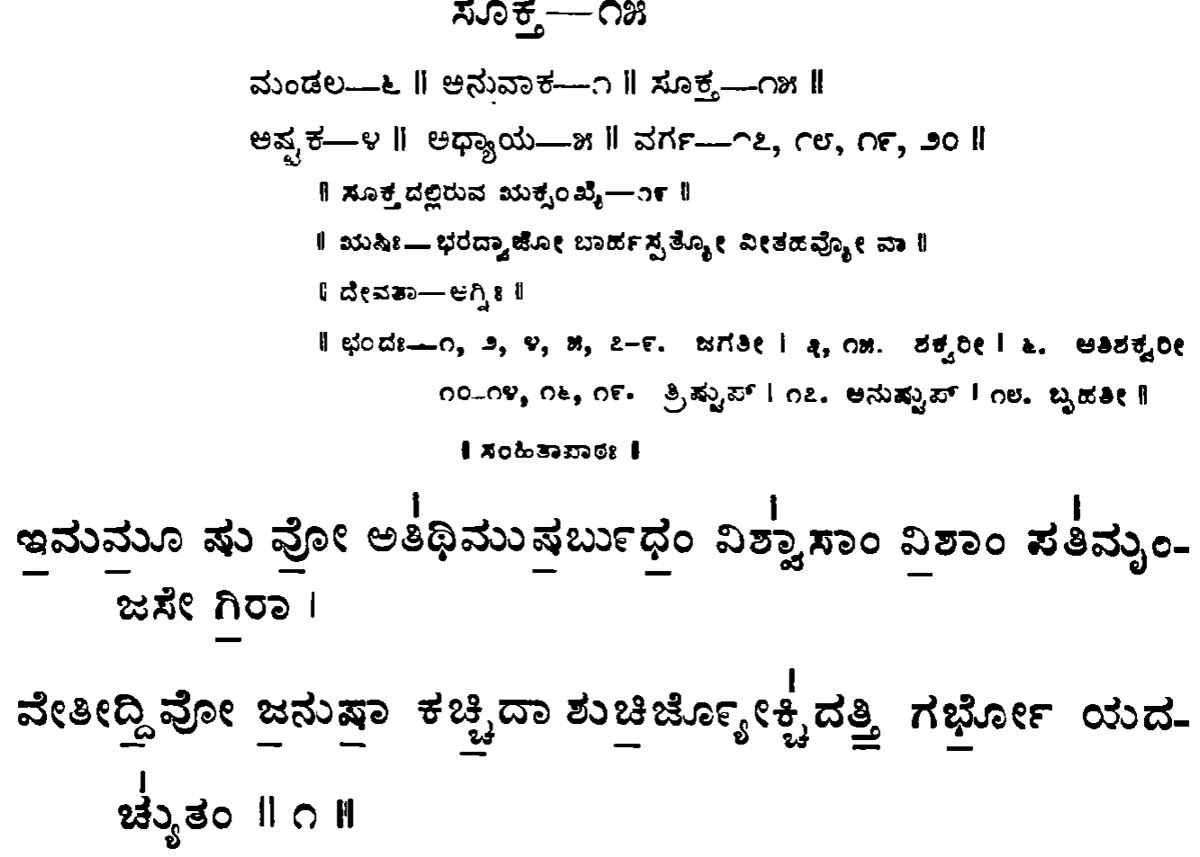 ಸೂಕ್ತ—೧೫
ಮಂಡಲ—೬ ॥ ಅನುವಾಕ—೧ ॥ ಸೂಕ್ತ—೧೫ ॥
ಅಷ್ಟಕ—೪ ॥ ಅಧ್ಯಾಯ—೫ ॥ ವರ್ಗ—೧೭, ೧೮, ೧೯, ೨೦ ॥
॥ ಸೂಕ್ತದಲ್ಲಿರುವ ಋಕ್ಸಂಖ್ಯೆ—೧೯ ॥
॥ ಋಷಿಃ—ಭರದ್ವಾಜೋ ಬಾರ್ಹಸ್ಪತ್ಯೋ ವೀತಹವ್ಯೋ ವಾ ॥
॥ ದೇವತಾ—ಅಗ್ನಿಃ ॥
॥ ಛಂದಃ—೧, ೨, ೪, ೫, ೭-೯. ಜಗತೀ । ೩, ೧೫. ಶಕ್ವರೀ । ೬. ಅತಿಶಕ್ವರೀ
೧೦-೧೪, ೧೬, ೧೯. ತ್ರಿಷ್ಟುಪ್ । ೧೭. ಅನುಷ್ಟುಪ್ । ೧೮. ಬೃಹತೀ ॥
॥ ಸಂಹಿತಾಪಾಠಃ ॥
ಇ॒ಮಮೂ॒ ಷು ವೋ॒ ಅತಿ॑ಥಿಮುಷ॒ರ್ಬುಧಂ॒ ವಿಶ್ವಾ॑ಸಾಂ ವಿ॒ಶಾಂ ಪತಿ॑ಮೃಂ-
ಜಸೇ ಗಿ॒ರಾ ।
ವೇತೀದ್ದಿ॒ವೋ ಜ॒ನುಷಾ॒ ಕಚ್ಚಿ॒ದಾ ಶುಚಿ॒ರ್ಜ್ಯೋಕ್ಚಿ॑ದತ್ತಿ॒ ಗರ್ಭೋ॒ ಯದ-
ಚ್ಯು॑ತಂ ॥ ೧ ॥